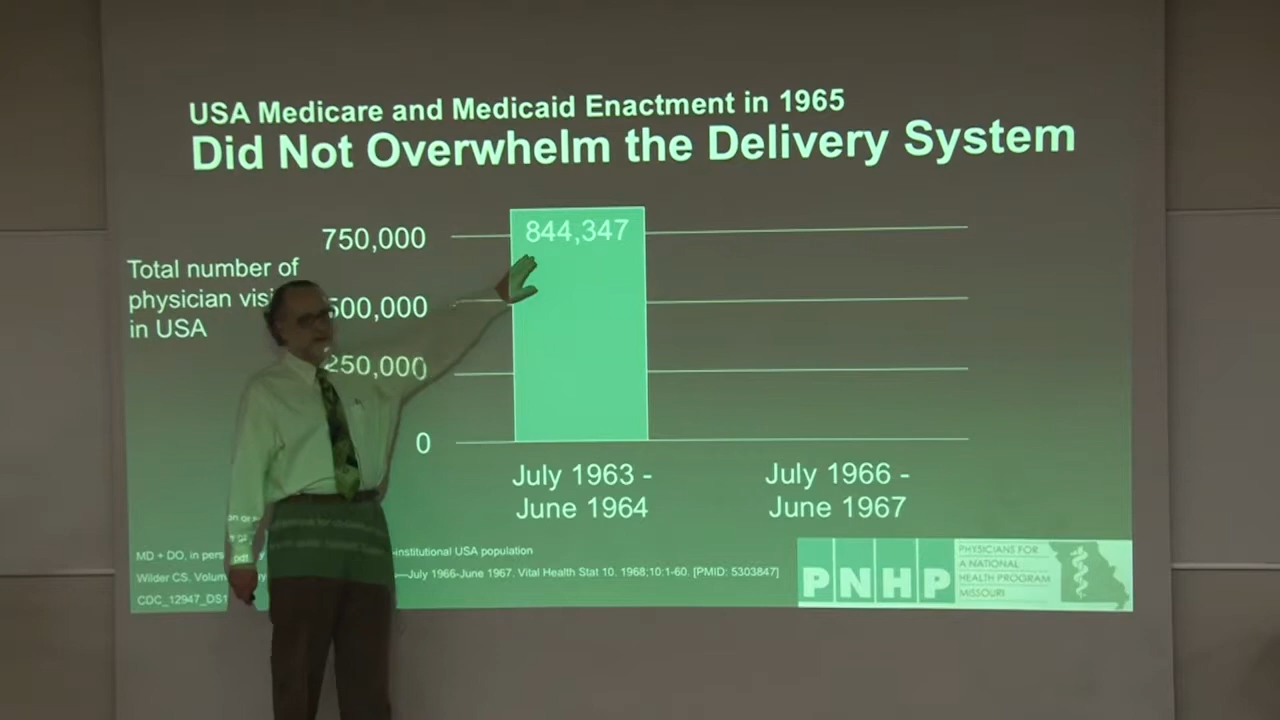 USA Medicare and Medicaid Enactment in 1965
Did Not Overwhelm the Delivery System
844,347
750,000
500,000
250,000
0
Total number of
physician
in USA
July 1963 -
June 1964
July 1966 -
June 1967
MD + DO, in institutional USA population
Wilder CS. —July 1966-June 1967. Vital Health Stat 10. 1968;10:1-60. [PMID: 5303847]
CDC_12947_DS1
PNHP
PHYSICIANS FOR
A NATIONAL
HEALTH PROGRAM
MISSOURI